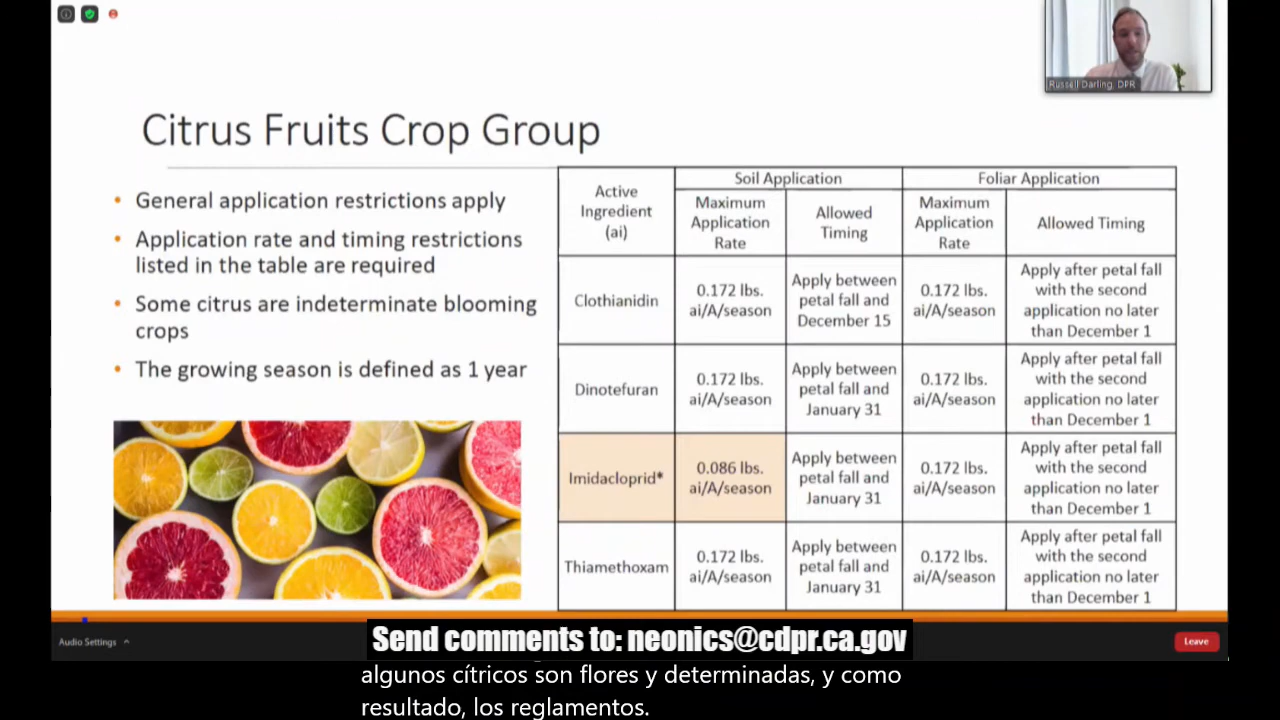 Russell Darling, DPR
Citrus Fruits Crop Group
• General application restrictions apply
• Application rate and timing restrictions
listed in the table are required
• Some citrus are indeterminate blooming
crops
• The growing season is defined as 1 year
Active
Ingredient
(ai)
Soil Application
Foliar Application
Maximum
Application
Rate
Allowed
Timing
Maximum
Application
Rate
Allowed Timing
Clothianidin
0.172 lbs.
ai/A/season
Apply between
petal fall and
December 15
0.172 lbs.
ai/A/season
Apply after petal fall
with the second
application no later
than December 1
Dinotefuran
0.172 lbs.
ai/A/season
Apply between
petal fall and
January 31
0.172 lbs.
ai/A/season
Apply after petal fall
with the second
application no later
than December 1
Imidacloprid*
0.086 lbs.
ai/A/season
Apply between
petal fall and
January 31
0.172 lbs.
ai/A/season
Apply after petal fall
with the second
application no later
than December 1
Thiamethoxam
0.172 lbs.
ai/A/season
Apply between
petal fall and
January 31
0.172 lbs.
ai/A/season
Apply after petal fall
with the second
application no later
than December 1
Audio Settings
Leave
Send comments to: neonics@cdpr.ca.gov
algunos cítricos son flores y determinadas, y como
resultado, los reglamentos.